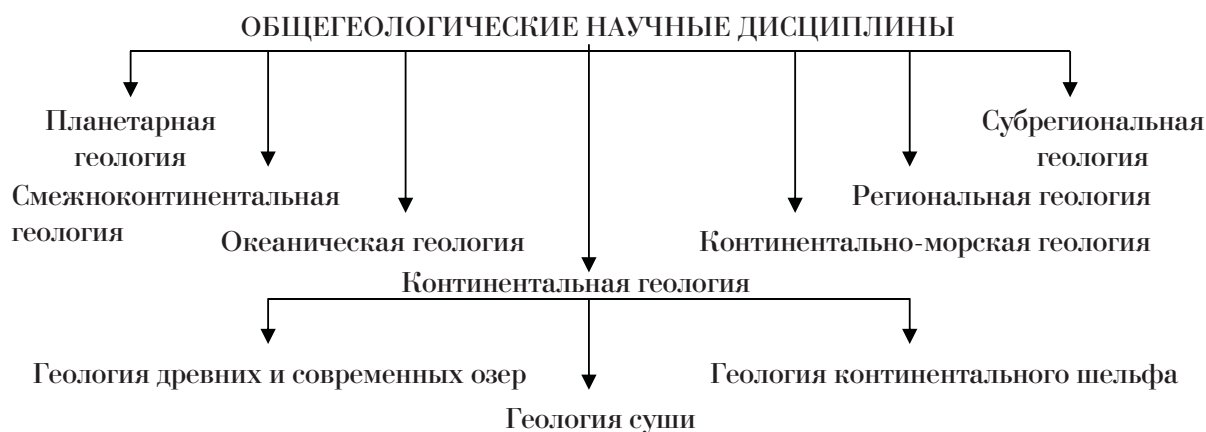 ОБЩЕГЕОЛОГИЧЕСКИЕ НАУЧНЫЕ ДИСЦИПЛИНЫ
Планетарная
геология
Субрегиональная
геология
Смежноконтинентальная
геология
Региональная геология
Океаническая геология
Континентально-морская геология
Континентальная геология
Геология древних и современных озер
Геология континентального шельфа
Геология суши